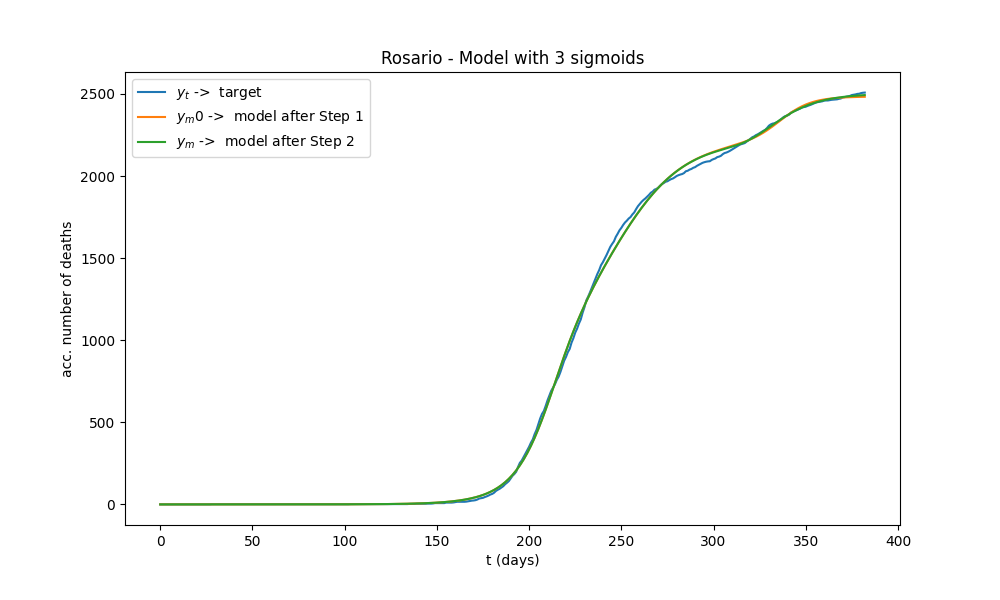 Rosario - Model with 3 sigmoids
y_t -> target
y_m0 -> model after Step 1
y_m -> model after Step 2
acc. number of deaths
2500
2000
1500
1000
500
0
0 50 100 150 200 250 300 350 400
t (days)